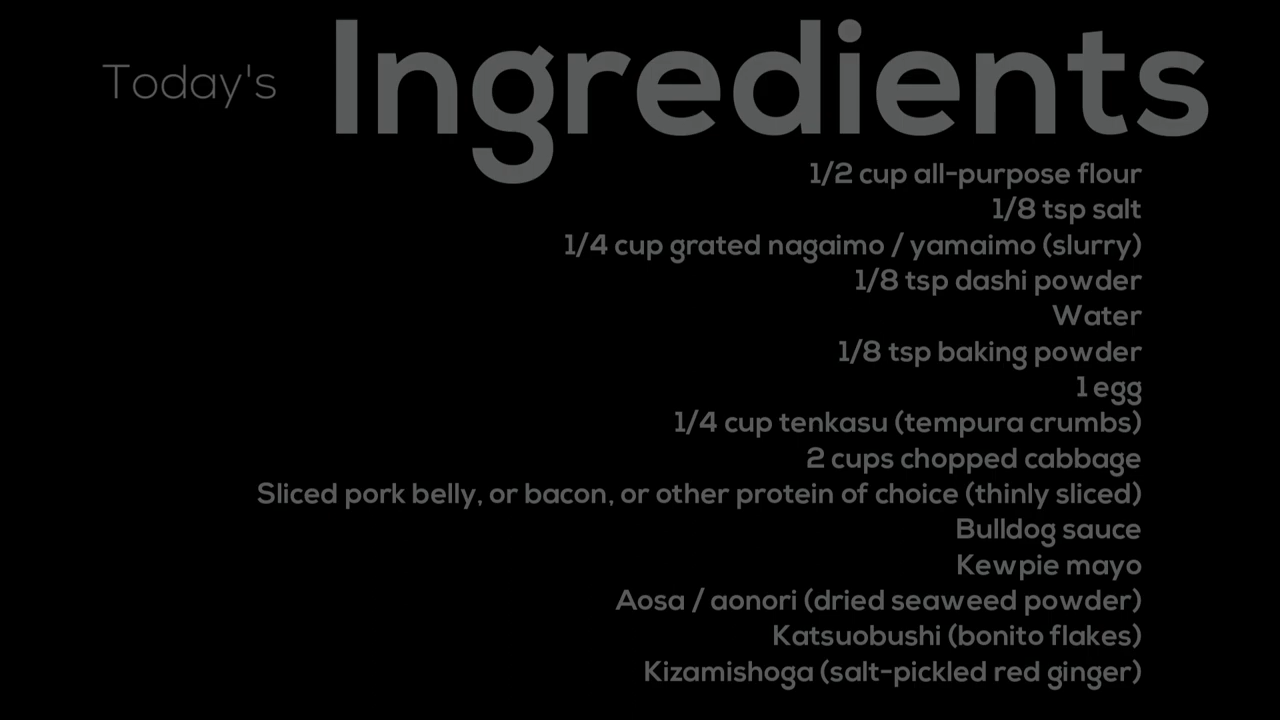 Today's Ingredients
1/2 cup all-purpose flour
1/8 tsp salt
1/4 cup grated nagaimo / yamaimo (slurry)
1/8 tsp dashi powder
Water
1/8 tsp baking powder
1 egg
1/4 cup tenkasu (tempura crumbs)
2 cups chopped cabbage
Sliced pork belly, or bacon, or other protein of choice (thinly sliced)
Bulldog sauce
Kewpie mayo
Aosa / aonori (dried seaweed powder)
Katsuobushi (bonito flakes)
Kizamishoga (salt-pickled red ginger)